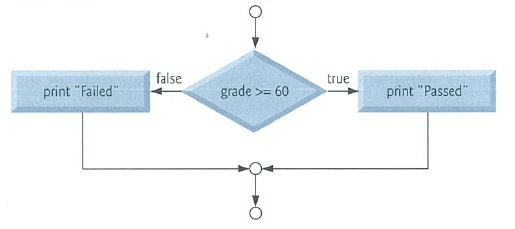 false
true
print "Failed"
grade >= 60
print "Passed"